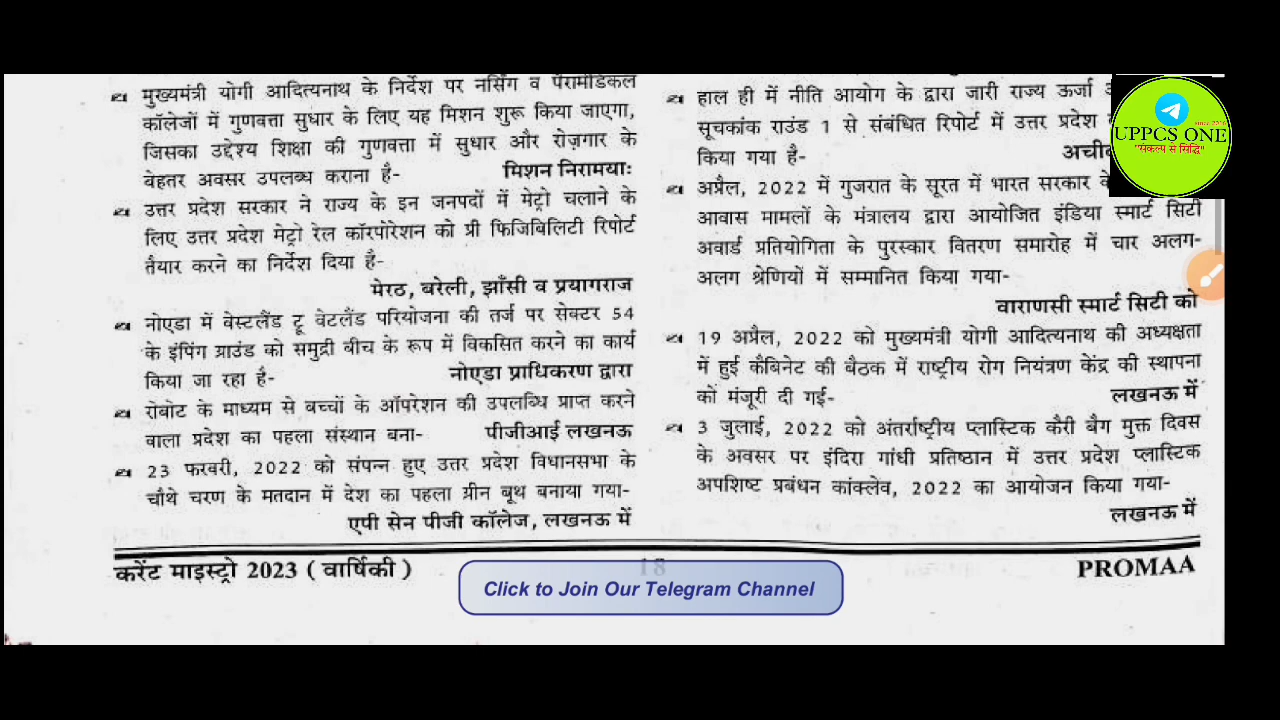 मुख्यमंत्री योगी आदित्यनाथ के निर्देश पर नर्सिंग व पैरामेडिकल
कॉलेजों में गुणवत्ता सुधार के लिए यह मिशन शुरू किया जाएगा,
जिसका उद्देश्य शिक्षा की गुणवत्ता में सुधार और रोज़गार के
बेहतर अवसर उपलब्ध कराना है- मिशन निरामयाः
उत्तर प्रदेश सरकार ने राज्य के इन जनपदों में मेट्रो चलाने के
लिए उत्तर प्रदेश मेट्रो रेल कॉरपोरेशन को प्री फिजिबिलिटी रिपोर्ट
तैयार करने का निर्देश दिया है-
मेरठ, बरेली, झाँसी व प्रयागराज
नोएडा में वेस्टलैंड टू वेटलैंड परियोजना की तर्ज पर सेक्टर 54
के इंपिंग ग्राउंड को समुद्री बीच के रूप में विकसित करने का कार्य
किया जा रहा है- नोएडा प्राधिकरण द्वारा
रोबोट के माध्यम से बच्चों के ऑपरेशन की उपलब्धि प्राप्त करने
वाला प्रदेश का पहला संस्थान बना- पीजीआई लखनऊ
23 फरवरी, 2022 को संपन्न हुए उत्तर प्रदेश विधानसभा के
चौथे चरण के मतदान में देश का पहला ग्रीन बूथ बनाया गया-
एपी सेन पीजी कॉलेज, लखनऊ में
हाल ही में नीति आयोग के द्वारा जारी राज्य ऊर्जा
सूचकांक राउंड 1 से संबंधित रिपोर्ट में उत्तर प्रदेश
किया गया है-
अप्रैल, 2022 में गुजरात के सूरत में भारत सरकार के
आवास मामलों के मंत्रालय द्वारा आयोजित इंडिया स्मार्ट सिटी
अवार्ड प्रतियोगिता के पुरस्कार वितरण समारोह में चार अलग-
अलग श्रेणियों में सम्मानित किया गया-
वाराणसी स्मार्ट सिटी को
19 अप्रैल, 2022 को मुख्यमंत्री योगी आदित्यनाथ की अध्यक्षता
में हुई कैबिनेट की बैठक में राष्ट्रीय रोग नियंत्रण केंद्र की स्थापना
को मंजूरी दी गई- लखनऊ में
3 जुलाई, 2022 को अंतर्राष्ट्रीय प्लास्टिक कैरी बैग मुक्त दिवस
के अवसर पर इंदिरा गांधी प्रतिष्ठान में उत्तर प्रदेश प्लास्टिक
अपशिष्ट प्रबंधन कांक्लेव, 2022 का आयोजन किया गया-
लखनऊ में
करेंट माइस्ट्रो 2023 (वार्षिकी) 18 PROMAA
Click to Join Our Telegram Channel
UPPCS ONE
"संकल्प से सिद्धि"